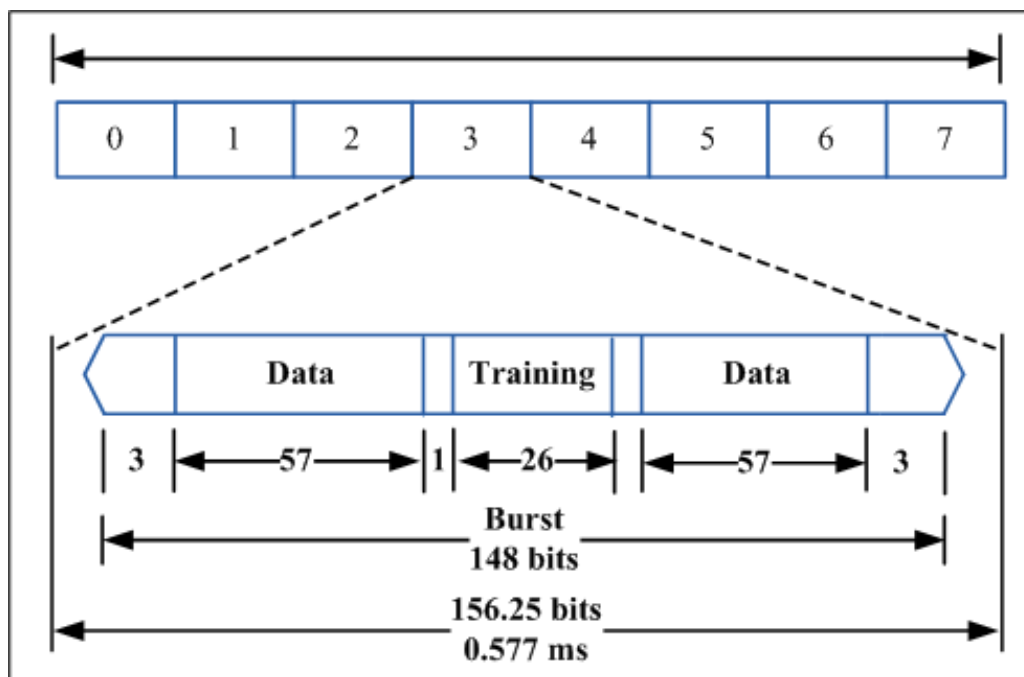 0 1 2 3 4 5 6 7
Data Training Data
3 57 1 26 57 3
Burst
148 bits
156.25 bits
0.577 ms